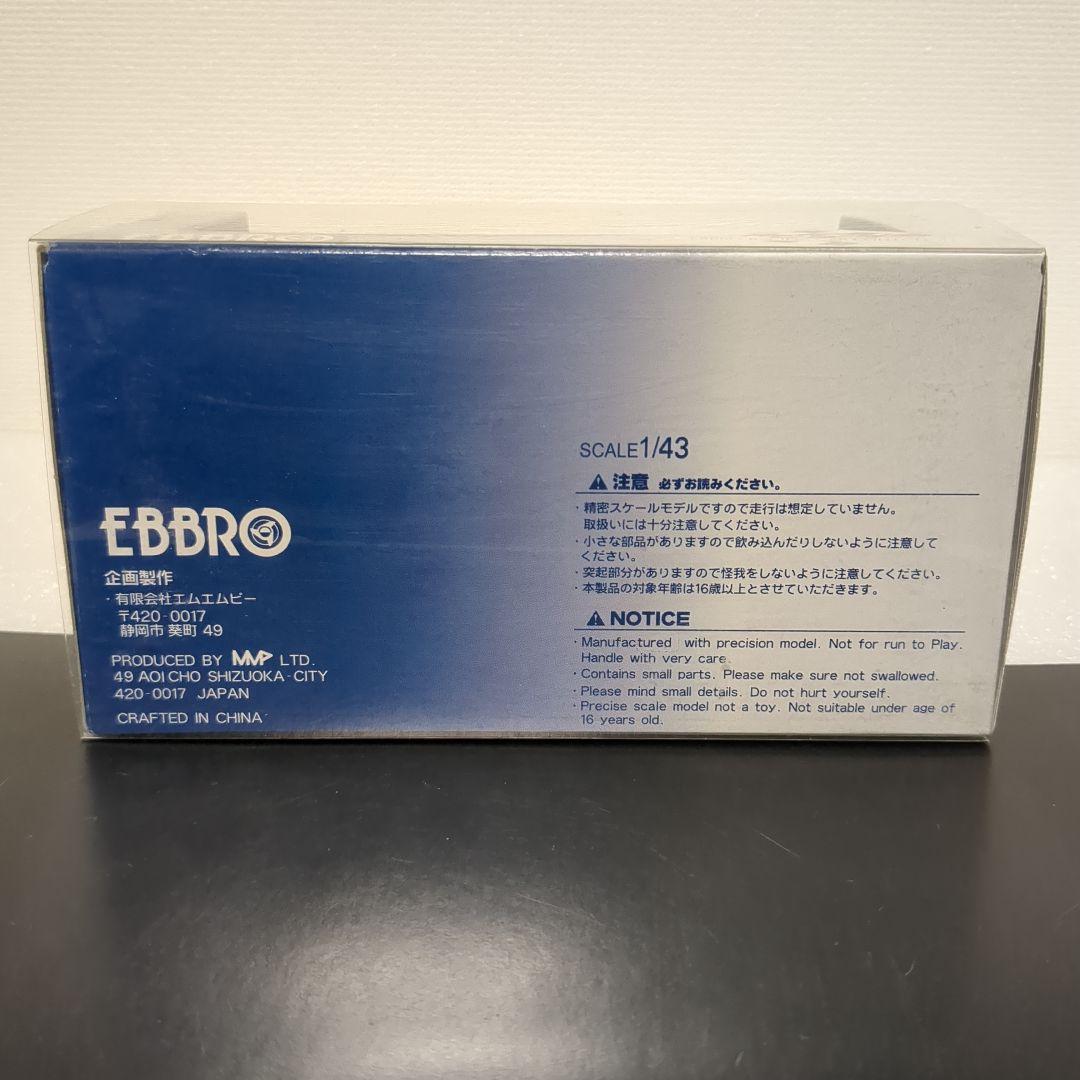 EBBRO
企画製作
・有限会社エムエムピー
〒420-0017
静岡市 葵町 49
PRODUCED BY MMP LTD.
49 AOI CHO SHIZUOKA-CITY
420-0017 JAPAN
CRAFTED IN CHINA
SCALE1/43
注意 必ずお読みください。
・精密スケールモデルですので走行は想定していません。
取扱いには十分注意してください。
・小さな部品がありますので飲み込んだりしないように注意して
ください。
・突起部分がありますので怪我をしないように注意してください。
・本製品の対象年齢は16歳以上とさせていただきます。
NOTICE
・Manufactured with precision model. Not for run to Play.
Handle with very care.
・Contains small parts. Please make sure not swallowed.
・Please mind small details. Do not hurt yourself.
・Precise scale model not a toy. Not suitable under age of
16 years old.